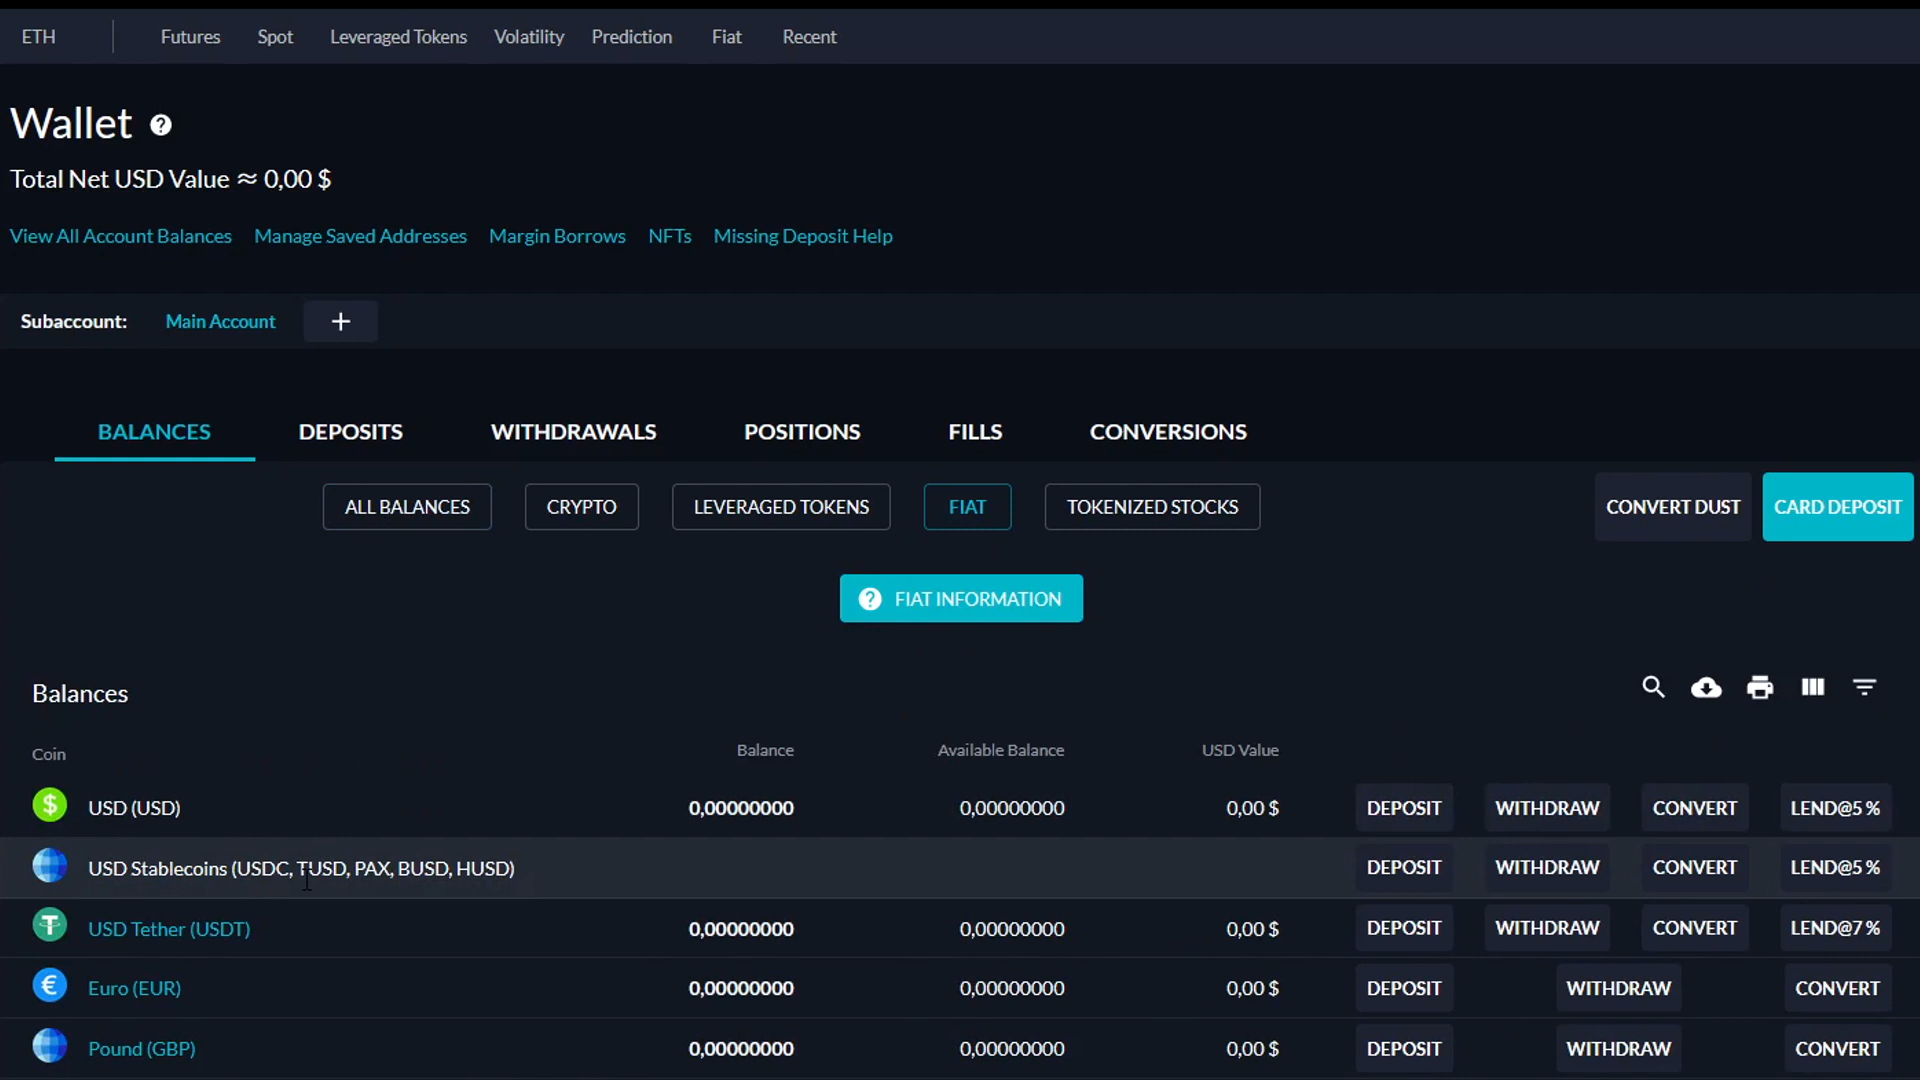 ETH Futures Spot Leveraged Tokens Volatility Prediction Fiat Recent
Wallet ?
Total Net USD Value ≈ 0,00 $
View All Account Balances Manage Saved Addresses Margin Borrows NFTs Missing Deposit Help
Subaccount: Main Account +
BALANCES DEPOSITS WITHDRAWALS POSITIONS FILLS CONVERSIONS
ALL BALANCES CRYPTO LEVERAGED TOKENS FIAT TOKENIZED STOCKS CONVERT DUST CARD DEPOSIT
? FIAT INFORMATION
Balances
Coin Balance Available Balance USD Value
$ USD (USD) 0,00000000 0,00000000 0,00 $ DEPOSIT WITHDRAW CONVERT LEND@5 %
USD Stablecoins (USDC, TUSD, PAX, BUSD, HUSD) DEPOSIT WITHDRAW CONVERT LEND@5 %
USD Tether (USDT) 0,00000000 0,00000000 0,00 $ DEPOSIT WITHDRAW CONVERT LEND@7 %
€ Euro (EUR) 0,00000000 0,00000000 0,00 $ DEPOSIT WITHDRAW CONVERT
Pound (GBP) 0,00000000 0,00000000 0,00 $ DEPOSIT WITHDRAW CONVERT